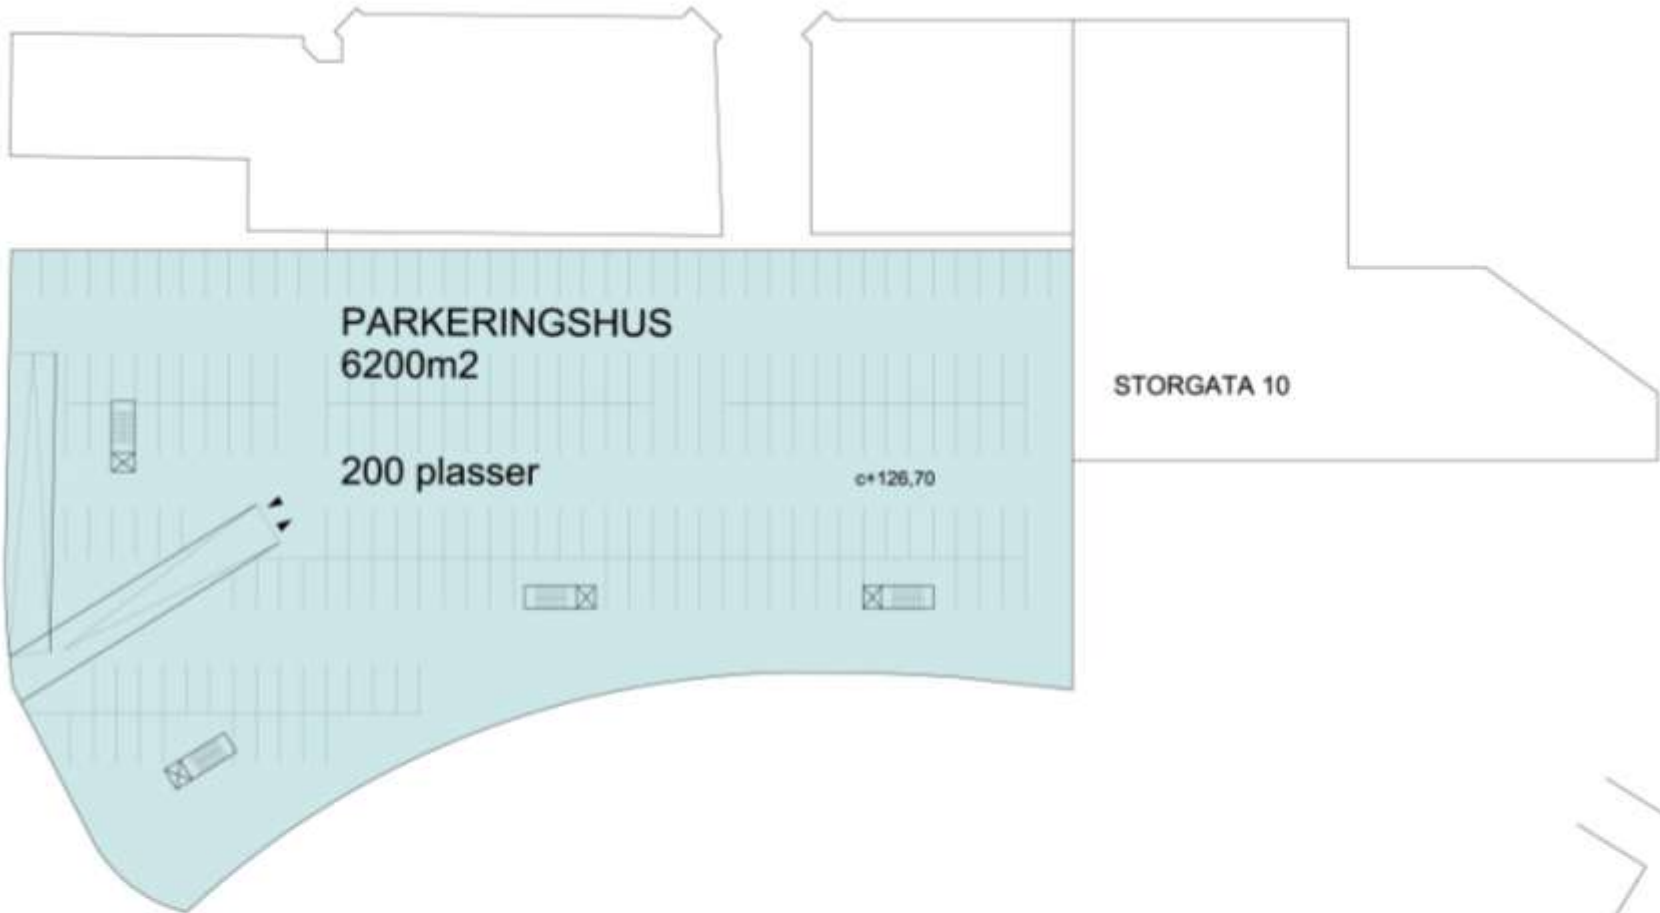 PARKERINGSHUS
6200m2
STORGATA 10
200 plasser
c+126,70